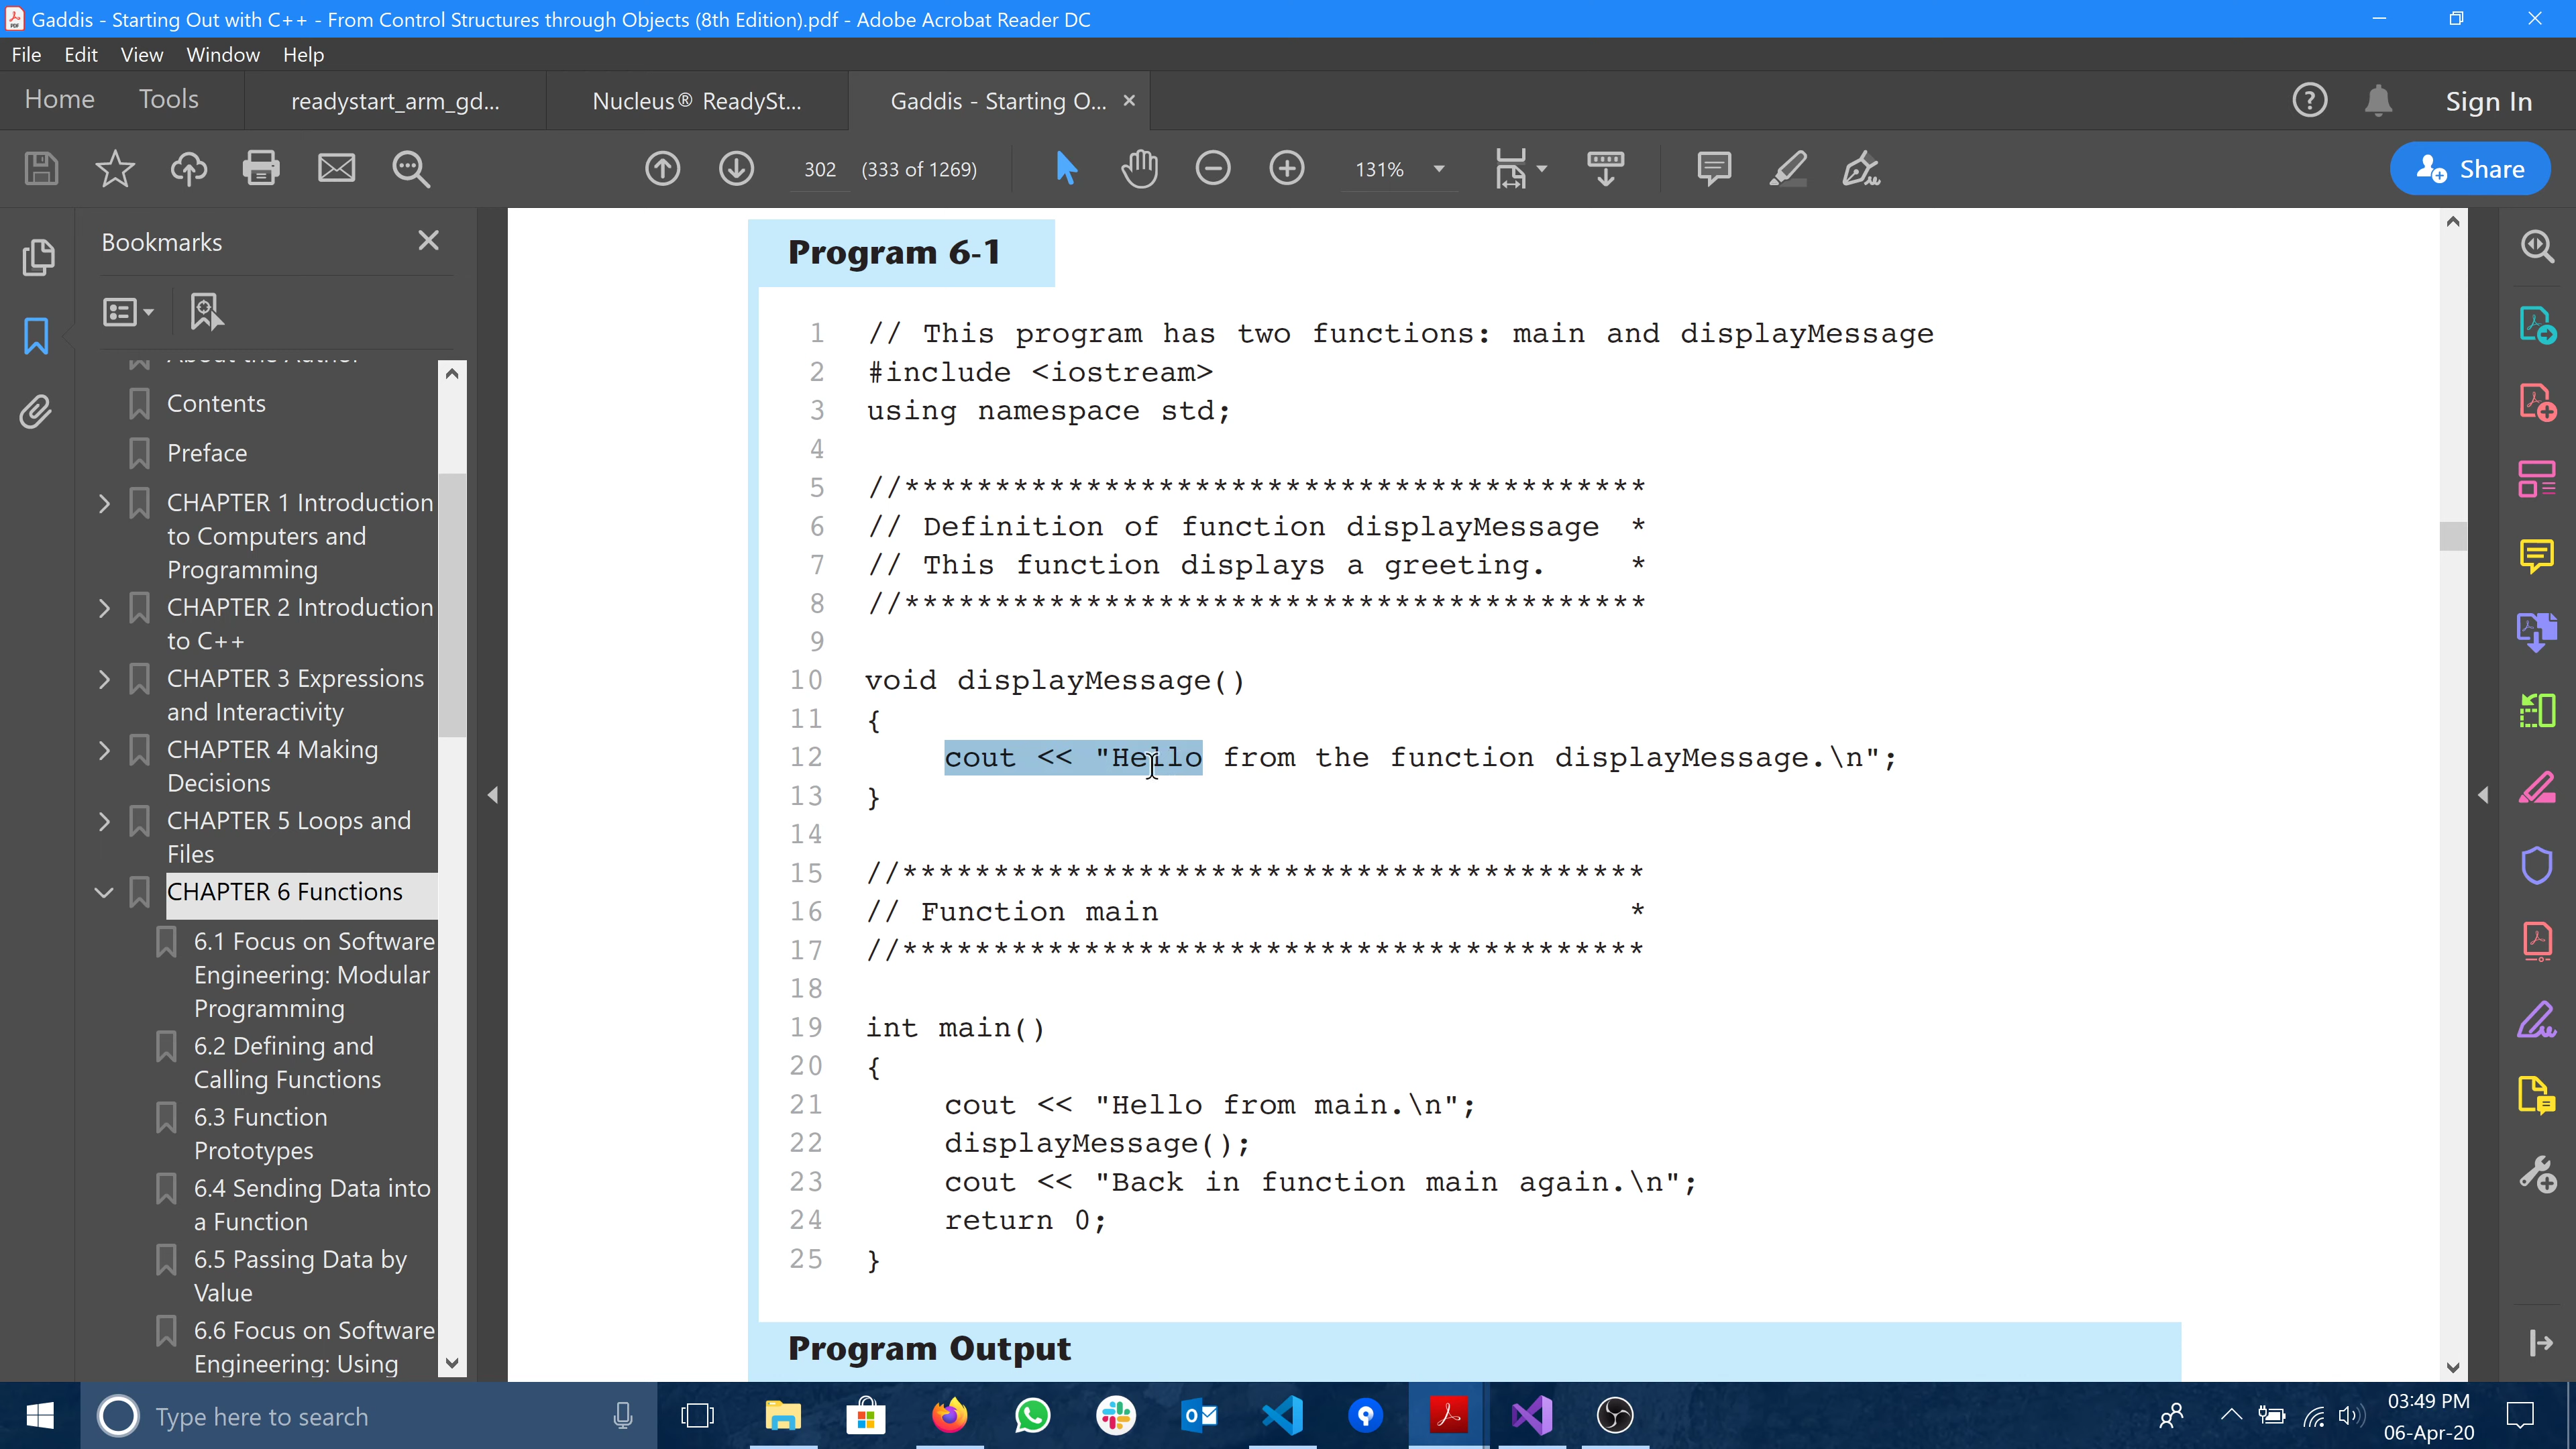 Gaddis - Starting Out with C++ - From Control Structures through Objects (8th Edition).pdf - Adobe Acrobat Reader DC
File Edit View Window Help
Home Tools readystart_arm_gd... Nucleus® ReadySt... Gaddis - Starting O... × Sign In
302 (333 of 1269) 131% Share
Bookmarks
About the Author
Contents
Preface
CHAPTER 1 Introduction
to Computers and
Programming
CHAPTER 2 Introduction
to C++
CHAPTER 3 Expressions
and Interactivity
CHAPTER 4 Making
Decisions
CHAPTER 5 Loops and
Files
CHAPTER 6 Functions
6.1 Focus on Software
Engineering: Modular
Programming
6.2 Defining and
Calling Functions
6.3 Function
Prototypes
6.4 Sending Data into
a Function
6.5 Passing Data by
Value
6.6 Focus on Software
Engineering: Using
Program 6-1
1 // This program has two functions: main and displayMessage
2 #include <iostream>
3 using namespace std;
4
5 //*****************************************
6 // Definition of function displayMessage *
7 // This function displays a greeting. *
8 //*****************************************
9
10 void displayMessage()
11 {
12 cout << "Hello from the function displayMessage.\n";
13 }
14
15 //*****************************************
16 // Function main *
17 //*****************************************
18
19 int main()
20 {
21 cout << "Hello from main.\n";
22 displayMessage();
23 cout << "Back in function main again.\n";
24 return 0;
25 }
Program Output
Type here to search
03:49 PM
06-Apr-20